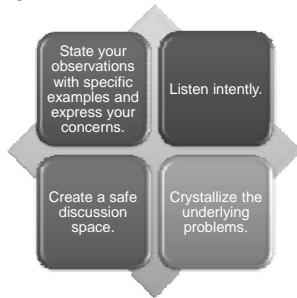 State your
observations
with specific
examples and
express your
concerns.
Listen intently.
Create a safe
discussion
space.
Crystallize the
underlying
problems.